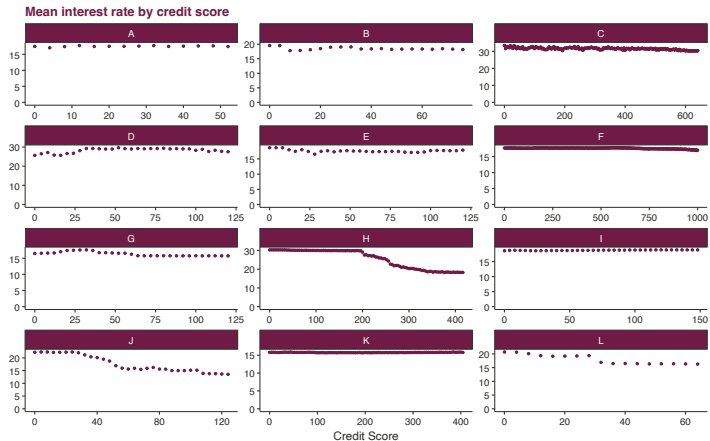 Mean interest rate by credit score
A B C
15 10 5 0
0 10 20 30 40 50
20 15 10 5 0
0 20 40 60
30 20 10 0
0 200 400 600
D E F
30 20 10 0
0 25 50 75 100 125
15 10 5 0
0 25 50 75 100 125
15 10 5 0
0 250 500 750 1000
G H I
15 10 5 0
0 25 50 75 100 125
30 20 10 0
0 100 200 300 400
15 10 5 0
0 50 100 150
J K L
20 15 10 5 0
0 40 80 120
15 10 5 0
0 100 200 300 400
20 15 10 5 0
0 20 40 60
Credit Score